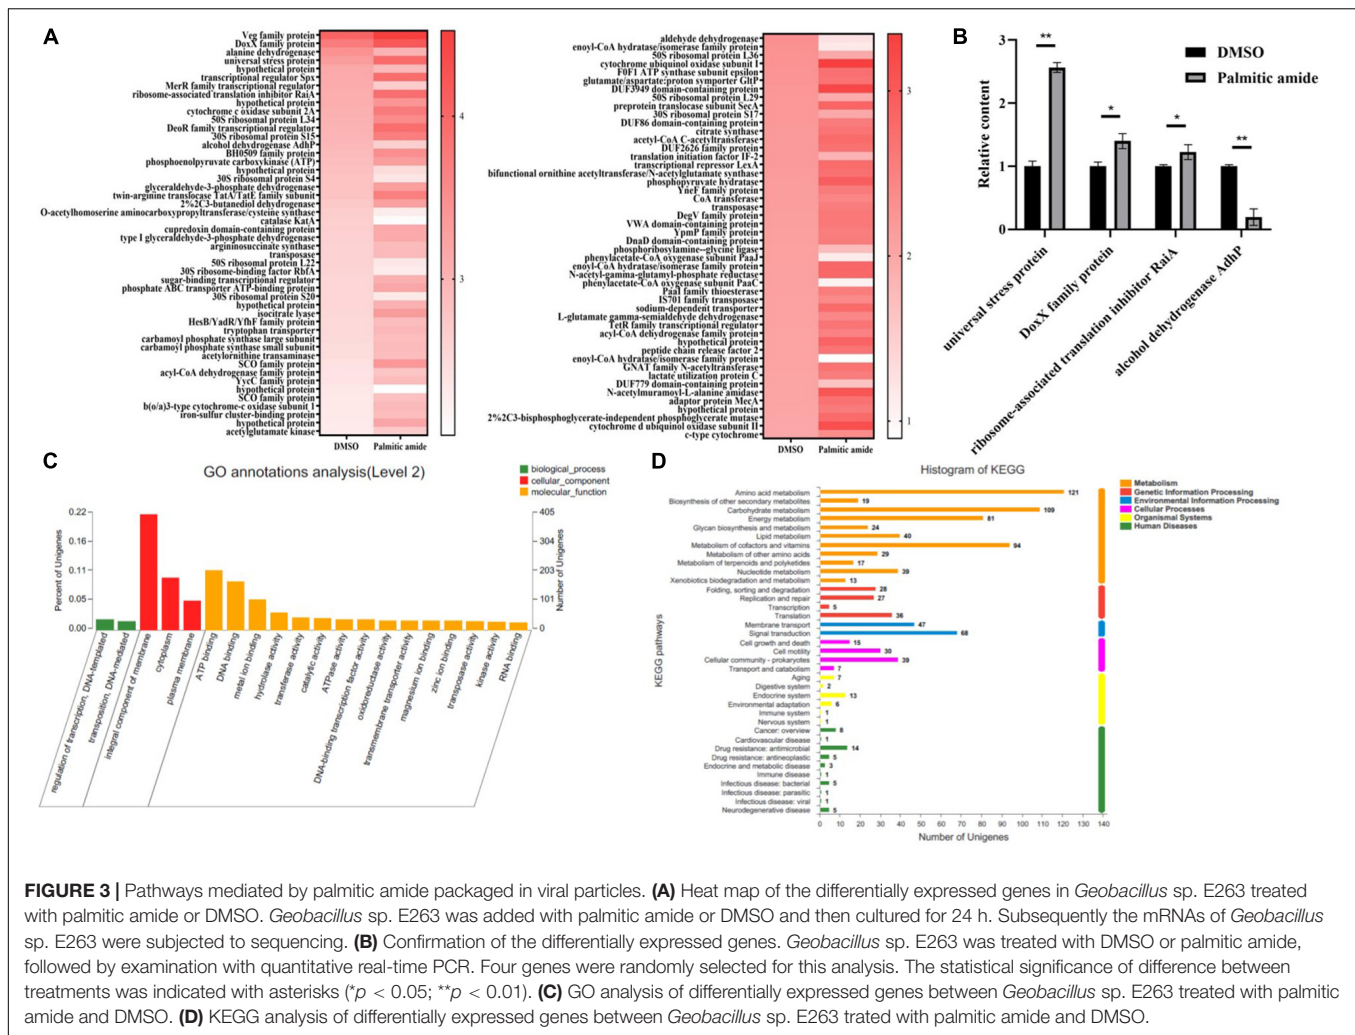 A
Veg family protein
DoxX family protein
alanine dehydrogenase
universal stress protein
hypothetical protein
transcriptional regulator Spx
MerR family transcriptional regulator
ribosome-associated translation inhibitor RaiA
hypothetical protein
cytochrome c oxidase subunit 2A
50S ribosomal protein L34
DeoR family transcriptional regulator
30S ribosomal protein S15
alcohol dehydrogenase AdhP
BH0509 family protein
phosphoenolpyruvate carboxykinase (ATP)
hypothetical protein
30S ribosomal protein S4
glyceraldehyde-3-phosphate dehydrogenase
twin-arginine translocase TatA/TatE family subunit
2%2C3-butanediol dehydrogenase
O-acetylhomoserine aminocarboxypropyltransferase/cysteine synthase
catalase KatA
cupredoxin domain-containing protein
type I glyceraldehyde-3-phosphate dehydrogenase
argininosuccinate synthase
transposase
50S ribosomal protein L22
30S ribosome-binding factor RbfA
sugar-binding transcriptional regulator
phosphate ABC transporter ATP-binding protein
30S ribosomal protein S20
hypothetical protein
isocitrate lyase
HesB/YadR/YfhF family protein
tryptophan transporter
carbamoyl phosphate synthase large subunit
carbamoyl phosphate synthase small subunit
acetylornithine transaminase
SCO family protein
acyl-CoA dehydrogenase family protein
YycC family protein
hypothetical protein
SCO family protein
b(o/a)3-type cytochrome-c oxidase subunit 1
iron-sulfur cluster-binding protein
hypothetical protein
acetylglutamate kinase
DMSO Palmitic amide
4
3
aldehyde dehydrogenase
enoyl-CoA hydratase/isomerase family protein
50S ribosomal protein L36
cytochrome ubiquinol oxidase subunit I
F0F1 ATP synthase subunit epsilon
glutamate/aspartate:proton symporter GltP
DUF3949 domain-containing protein
50S ribosomal protein L29
preprotein translocase subunit SecA
30S ribosomal protein S17
DUF86 domain-containing protein
citrate synthase
acetyl-CoA C-acetyltransferase
DUF2626 family protein
translation initiation factor IF-2
transcriptional repressor LexA
bifunctional ornithine acetyltransferase/N-acetylglutamate synthase
phosphopyruvate hydratase
YneF family protein
CoA transferase
transposase
DegV family protein
VWA domain-containing protein
YpmP family protein
DnaD domain-containing protein
phosphoribosylamine--glycine ligase
phenylacetate-CoA oxygenase subunit PaaJ
enoyl-CoA hydratase/isomerase family protein
N-acetyl-gamma-glutamyl-phosphate reductase
phenylacetate-CoA oxygenase subunit PaaC
PaaI family thioesterase
IS701 family transposase
sodium-dependent transporter
L-glutamate gamma-semialdehyde dehydrogenase
TetR family transcriptional regulator
acyl-CoA dehydrogenase family protein
hypothetical protein
peptide chain release factor 2
enoyl-CoA hydratase/isomerase family protein
GNAT family N-acetyltransferase
lactate utilization protein C
DUF779 domain-containing protein
N-acetylmuramoyl-L-alanine amidase
adaptor protein MecA
hypothetical protein
2%2C3-bisphosphoglycerate-independent phosphoglycerate mutase
cytochrome d ubiquinol oxidase subunit II
c-type cytochrome
DMSO Palmitic amide
3
2
1
B
Relative content
3
2
1
0
** * * **
DMSO
Palmitic amide
universal stress protein
DoxX family protein
ribosome-associated translation inhibitor RaiA
alcohol dehydrogenase AdhP
C
GO annotations analysis(Level 2)
biological_process
cellular_component
molecular_function
Percent of Unigenes
0.22
0.16
0.11
0.05
0.00
405
304
203
101
0
Number of Unigenes
regulation of transcription, DNA-templated
transposition, DNA-mediated
integral component of membrane
cytoplasm
plasma membrane
ATP binding
DNA binding
metal ion binding
hydrolase activity
transferase activity
catalytic activity
ATPase activity
DNA-binding transcription factor activity
oxidoreductase activity
transmembrane transporter activity
magnesium ion binding
zinc ion binding
transposase activity
kinase activity
RNA binding
D
Histogram of KEGG
KEGG pathways
Amino acid metabolism 121
Biosynthesis of other secondary metabolites 19
Carbohydrate metabolism 109
Energy metabolism 81
Glycan biosynthesis and metabolism 24
Lipid metabolism 40
Metabolism of cofactors and vitamins 94
Metabolism of other amino acids 29
Metabolism of terpenoids and polyketides 17
Nucleotide metabolism 39
Xenobiotics biodegradation and metabolism 13
Folding, sorting and degradation 28
Replication and repair 27
Transcription 5
Translation 36
Membrane transport 47
Signal transduction 68
Cell growth and death 15
Cell motility 30
Cellular community - prokaryotes 39
Transport and catabolism 7
Aging 7
Digestive system 2
Endocrine system 13
Environmental adaptation 6
Immune system 1
Nervous system 1
Cancer: overview 8
Cardiovascular disease 1
Drug resistance: antimicrobial 14
Drug resistance: antineoplastic 5
Endocrine and metabolic disease 3
Immune disease 1
Infectious disease: bacterial 5
Infectious disease: parasitic 1
Infectious disease: viral 1
Neurodegenerative disease 5
0 10 20 30 40 50 60 70 80 90 100 110 120 130 140
Number of Unigenes
Metabolism
Genetic Information Processing
Environmental Information Processing
Cellular Processes
Organismal Systems
Human Diseases
FIGURE 3 | Pathways mediated by palmitic amide packaged in viral particles. (A) Heat map of the differentially expressed genes in Geobacillus sp. E263 treated
with palmitic amide or DMSO. Geobacillus sp. E263 was added with palmitic amide or DMSO and then cultured for 24 h. Subsequently the mRNAs of Geobacillus
sp. E263 were subjected to sequencing. (B) Confirmation of the differentially expressed genes. Geobacillus sp. E263 was treated with DMSO or palmitic amide,
followed by examination with quantitative real-time PCR. Four genes were randomly selected for this analysis. The statistical significance of difference between
treatments was indicated with asterisks (*p < 0.05; **p < 0.01). (C) GO analysis of differentially expressed genes between Geobacillus sp. E263 treated with palmitic
amide and DMSO. (D) KEGG analysis of differentially expressed genes between Geobacillus sp. E263 trated with palmitic amide and DMSO.